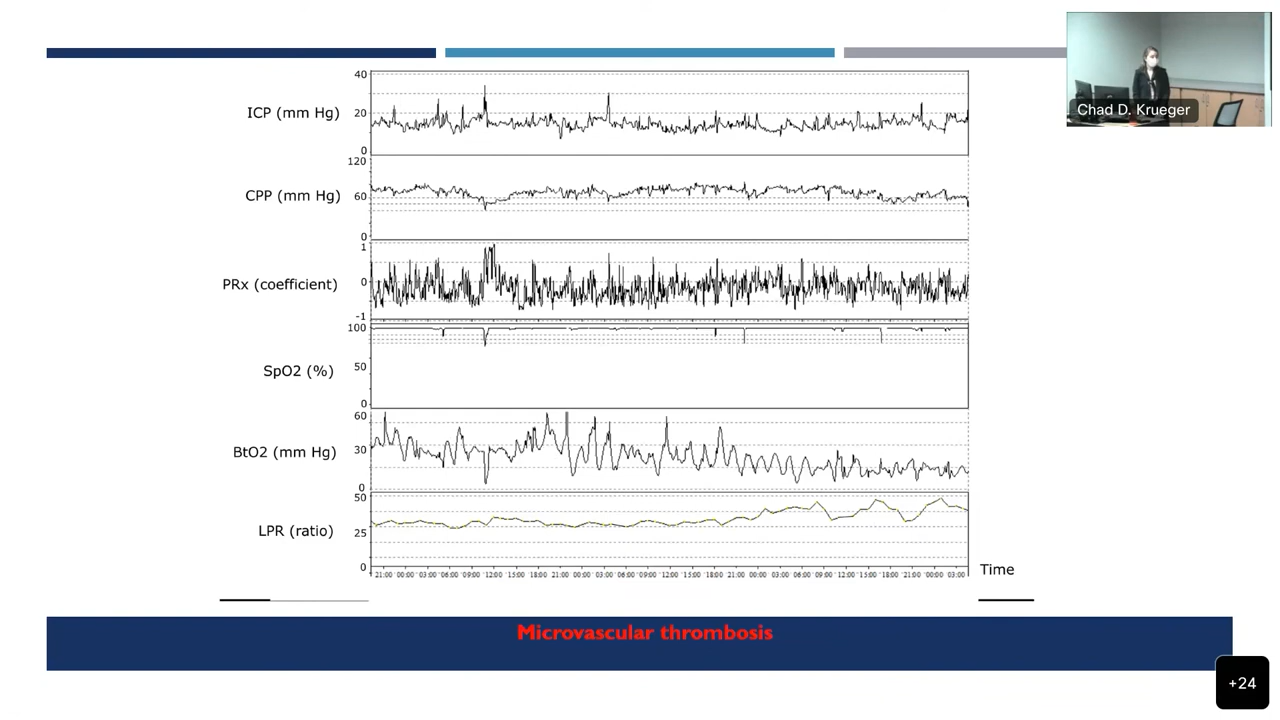 Chad D. Krueger
ICP (mm Hg)
40
20
0
CPP (mm Hg)
120
60
0
PRx (coefficient)
1
0
-1
SpO2 (%)
100
50
0
BtO2 (mm Hg)
60
30
0
LPR (ratio)
50
25
0
21:00 00:00 03:00 06:00 09:00 12:00 15:00 18:00 21:00 00:00 03:00 06:00 09:00 12:00 15:00 18:00 21:00 00:00 03:00 06:00 09:00 12:00 15:00 18:00 21:00 00:00 03:00
Time
Microvascular thrombosis
+24